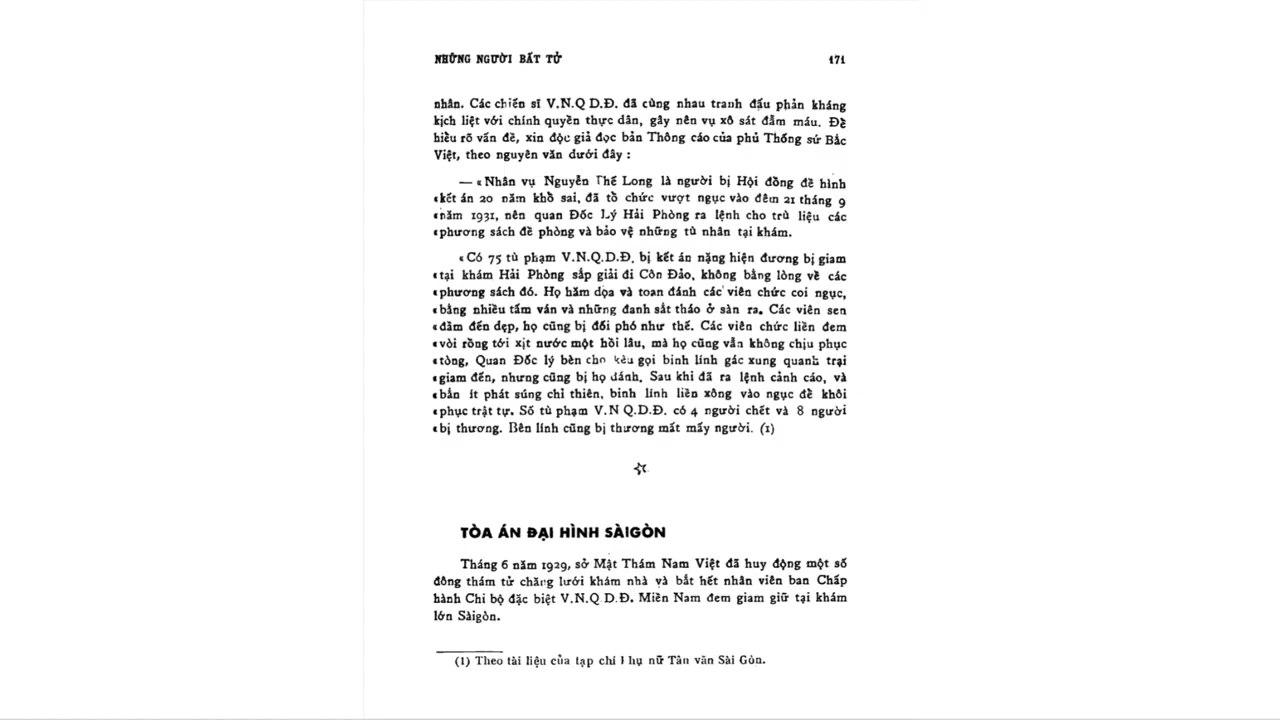 NHỮNG NGƯỜI BẤT TỬ 171
nhân. Các chiến sĩ V.N.Q D.Đ. đã cùng nhau tranh đấu phản kháng
kịch liệt với chính quyền thực dân, gây nên vụ xô sát đẫm máu. Để
hiểu rõ vấn đề, xin độc giả đọc bản Thông cáo của phủ Thống sứ Bắc
Việt, theo nguyên văn dưới đây :
— « Nhân vụ Nguyễn Thế Long là người bị Hội đồng đề hình
« kết án 20 năm khổ sai, đã tổ chức vượt ngục vào đêm 21 tháng 9
« năm 1931, nên quan Đốc Lý Hải Phòng ra lệnh cho trù liệu các
« phương sách đề phòng và bảo vệ những tù nhân tại khám.
« Có 75 tù phạm V.N.Q.D.Đ. bị kết án nặng hiện đương bị giam
« tại khám Hải Phòng sắp giải đi Côn Đảo, không bằng lòng về các
« phương sách đó. Họ hăm dọa và toan đánh các viên chức coi ngục,
« bằng nhiều tấm ván và những đanh sắt tháo ở sàn ra. Các viên sen
« đầm đến dẹp, họ cũng bị đối phó như thế. Các viên chức liền đem
« vòi rồng tới xịt nước một hồi lâu, mà họ cũng vẫn không chịu phục
« tòng, Quan Đốc lý bèn cho kêu gọi binh lính gác xung quanh trại
« giam đến, nhưng cũng bị họ đánh. Sau khi đã ra lệnh cảnh cáo, và
« bắn ít phát súng chỉ thiên, binh lính liền xông vào ngục để khôi
« phục trật tự. Số tù phạm V.N Q.D.Đ. có 4 người chết và 8 người
« bị thương. Bên lính cũng bị thương mất mấy người. (1)
TÒA ÁN ĐẠI HÌNH SÀIGÒN
Tháng 6 năm 1929, sở Mật Thám Nam Việt đã huy động một số
đông thám tử chăng lưới khám nhà và bắt hết nhân viên ban Chấp
hành Chi bộ đặc biệt V.N.Q D.Đ. Miền Nam đem giam giữ tại khám
lớn Sàigòn.
(1) Theo tài liệu của tạp chí Phụ nữ Tân văn Sài Gòn.